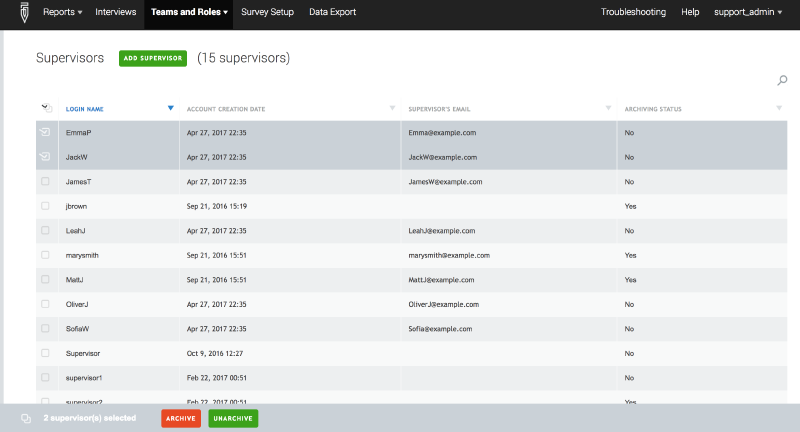 Reports Interviews Teams and Roles Survey Setup Data Export Troubleshooting Help support_admin
Supervisors ADD SUPERVISOR (15 supervisors)
LOGIN NAME ACCOUNT CREATION DATE SUPERVISOR'S EMAIL ARCHIVING STATUS
EmmaP Apr 27, 2017 22:35 Emma@example.com No
JackW Apr 27, 2017 22:35 JackW@example.com No
JamesT Apr 27, 2017 22:35 JamesW@example.com No
jbrown Sep 21, 2016 15:19 Yes
LeahJ Apr 27, 2017 22:35 LeahJ@example.com No
marysmith Sep 21, 2016 15:51 marysmith@example.com Yes
MattJ Sep 21, 2016 15:51 MattJ@example.com Yes
OliverJ Apr 27, 2017 22:35 OliverJ@example.com No
SofiaW Apr 27, 2017 22:35 Sofia@example.com No
Supervisor Oct 9, 2016 12:27 No
supervisor1 Feb 22, 2017 00:51 No
supervisor2 Feb 22, 2017 00:51 Yes
2 supervisor(s) selected ARCHIVE UNARCHIVE